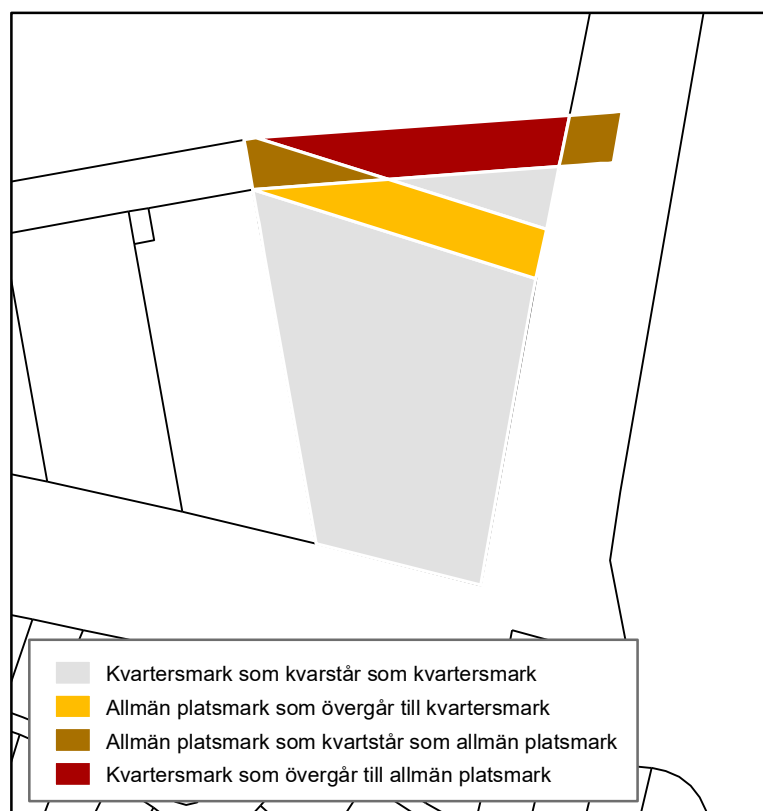 Kvartersmark som kvarstår som kvartersmark
Allmän platsmark som övergår till kvartersmark
Allmän platsmark som kvartstår som allmän platsmark
Kvartersmark som övergår till allmän platsmark